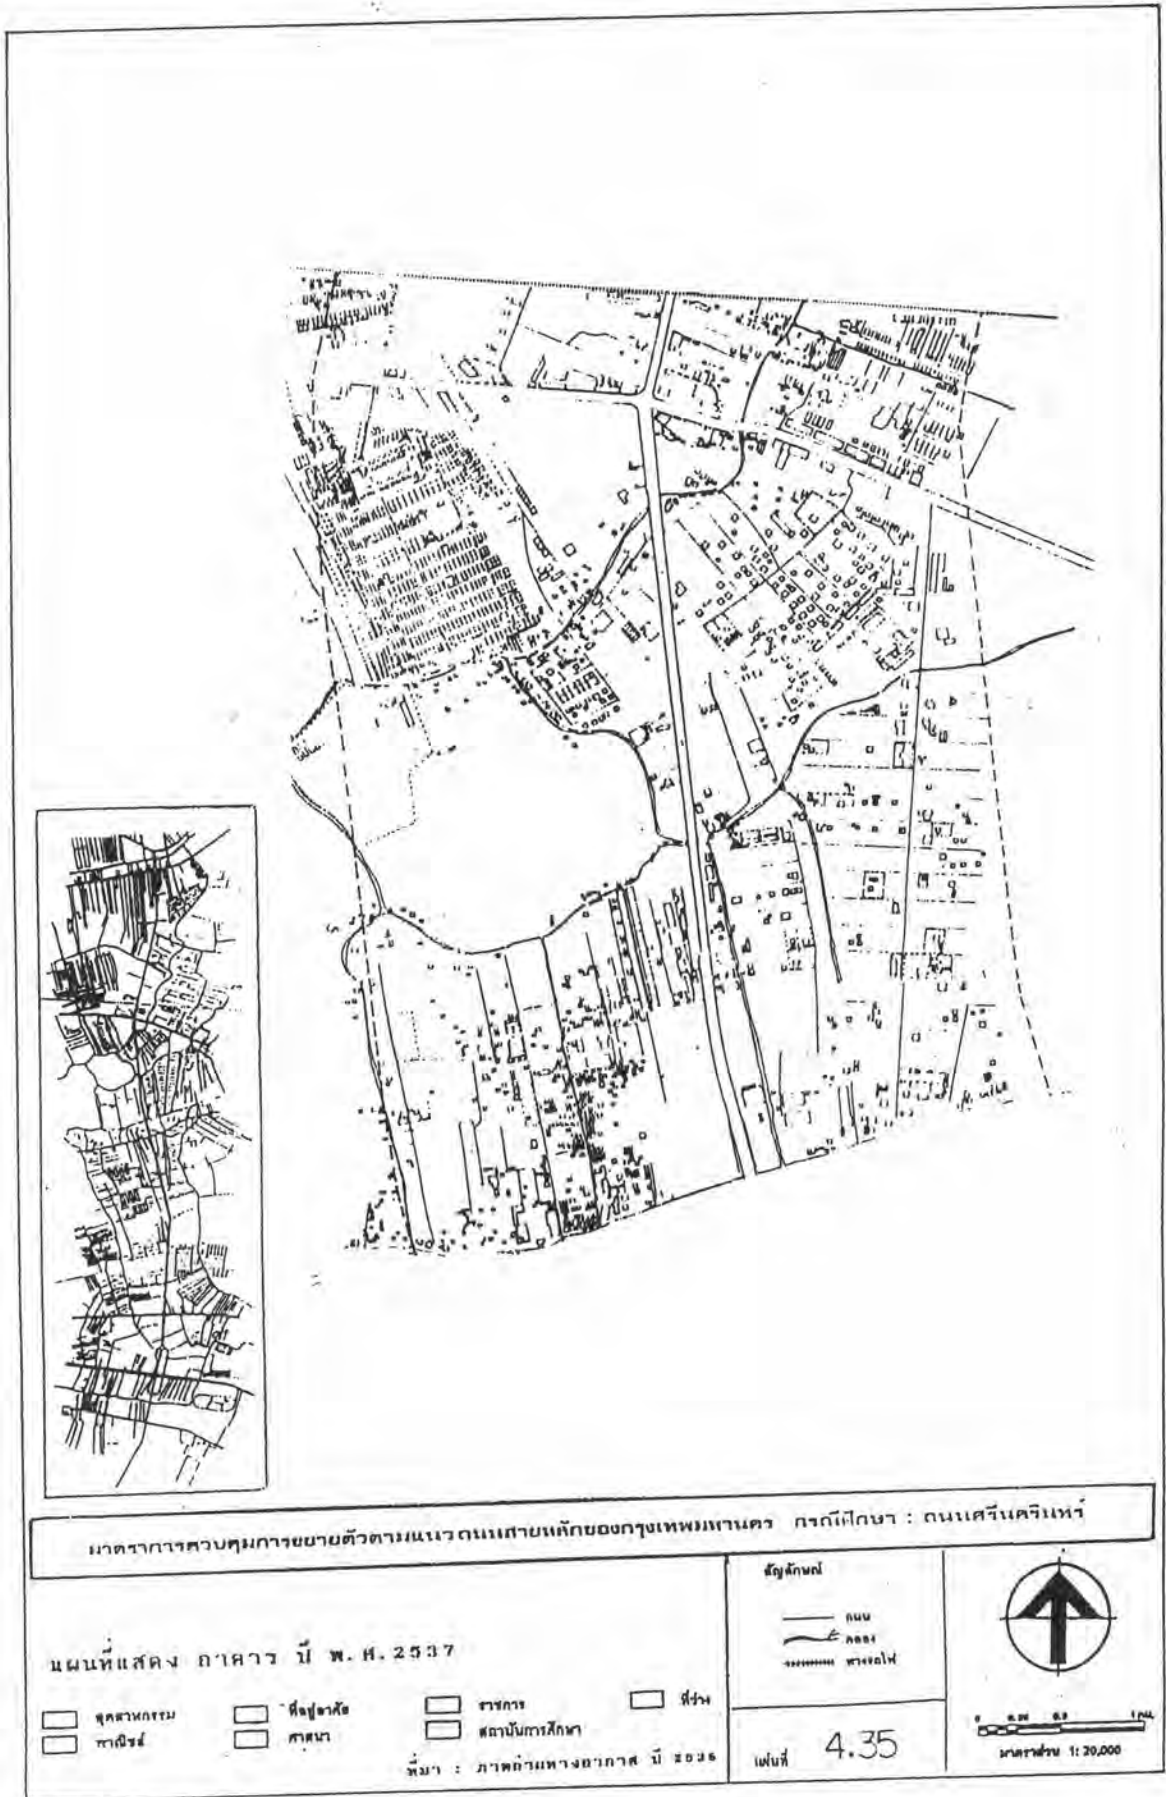 มาตราการควบคุมการขยายตัวตามแนวถนนสายหลักของกรุงเทพมหานคร กรณีศึกษา : ถนนศรีนครินทร์
แผนที่แสดง อาคาร ปี พ.ศ.2537
อุตสาหกรรม
ที่อยู่อาศัย
ราชการ
ที่ว่าง
พาณิชย์
ศาสนา
สถาบันการศึกษา
ที่มา : ภาพถ่ายทางอากาศ ปี
สัญลักษณ์
ถนน
คลอง
ทางรถไฟ
แผ่นที่ 4.35
0 0.5 1 กม.
มาตราส่วน 1:20,000